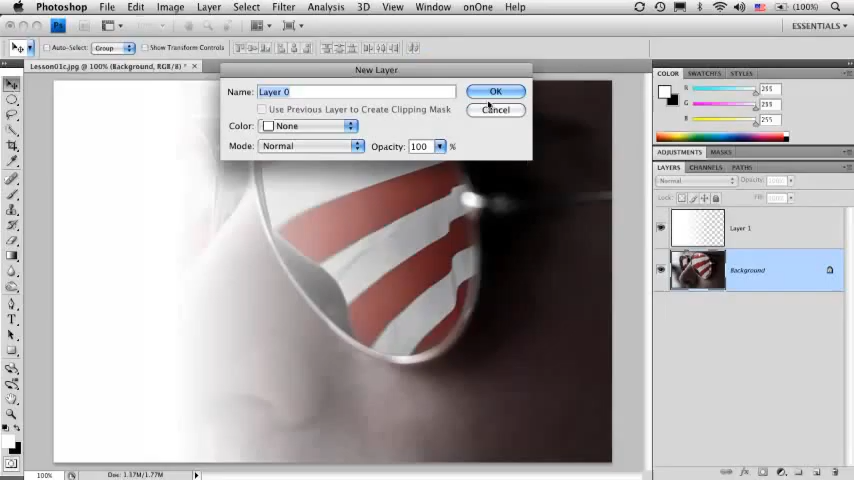 Photoshop File Edit Image Layer Select Filter Analysis 3D View Window onOne Help (100%)
Ps 100% ESSENTIALS
Auto-Select: Group Show Transform Controls
Lesson01c.jpg @ 100% (Background, RGB/8) *
New Layer
Name: Layer 0 OK
Use Previous Layer to Create Clipping Mask Cancel
Color: None
Mode: Normal Opacity: 100 %
COLOR SWATCHES STYLES
R 255
G 255
B 255
ADJUSTMENTS MASKS
LAYERS CHANNELS PATHS
Normal Opacity:
Lock: Fill:
Layer 1
Background
T
100% Doc: 1.37M/1.77M
fx